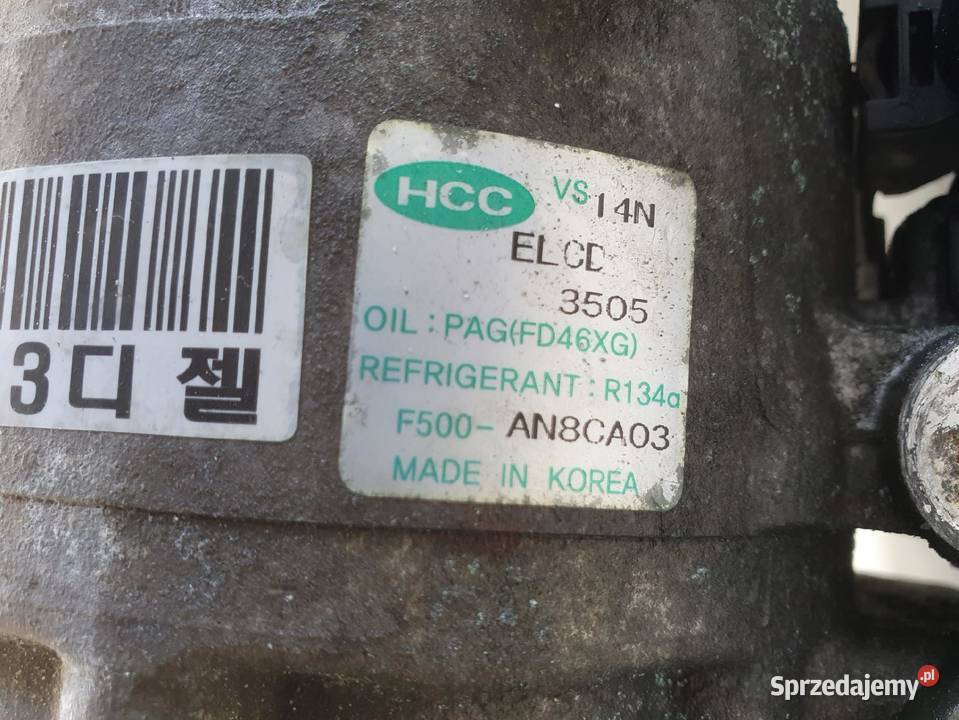 3디젤
HCC VS14N
ELCD
3505
OIL : PAG(FD46XG)
REFRIGERANT : R134a
F500-AN8CA03
MADE IN KOREA
Sprzedajemy.pl